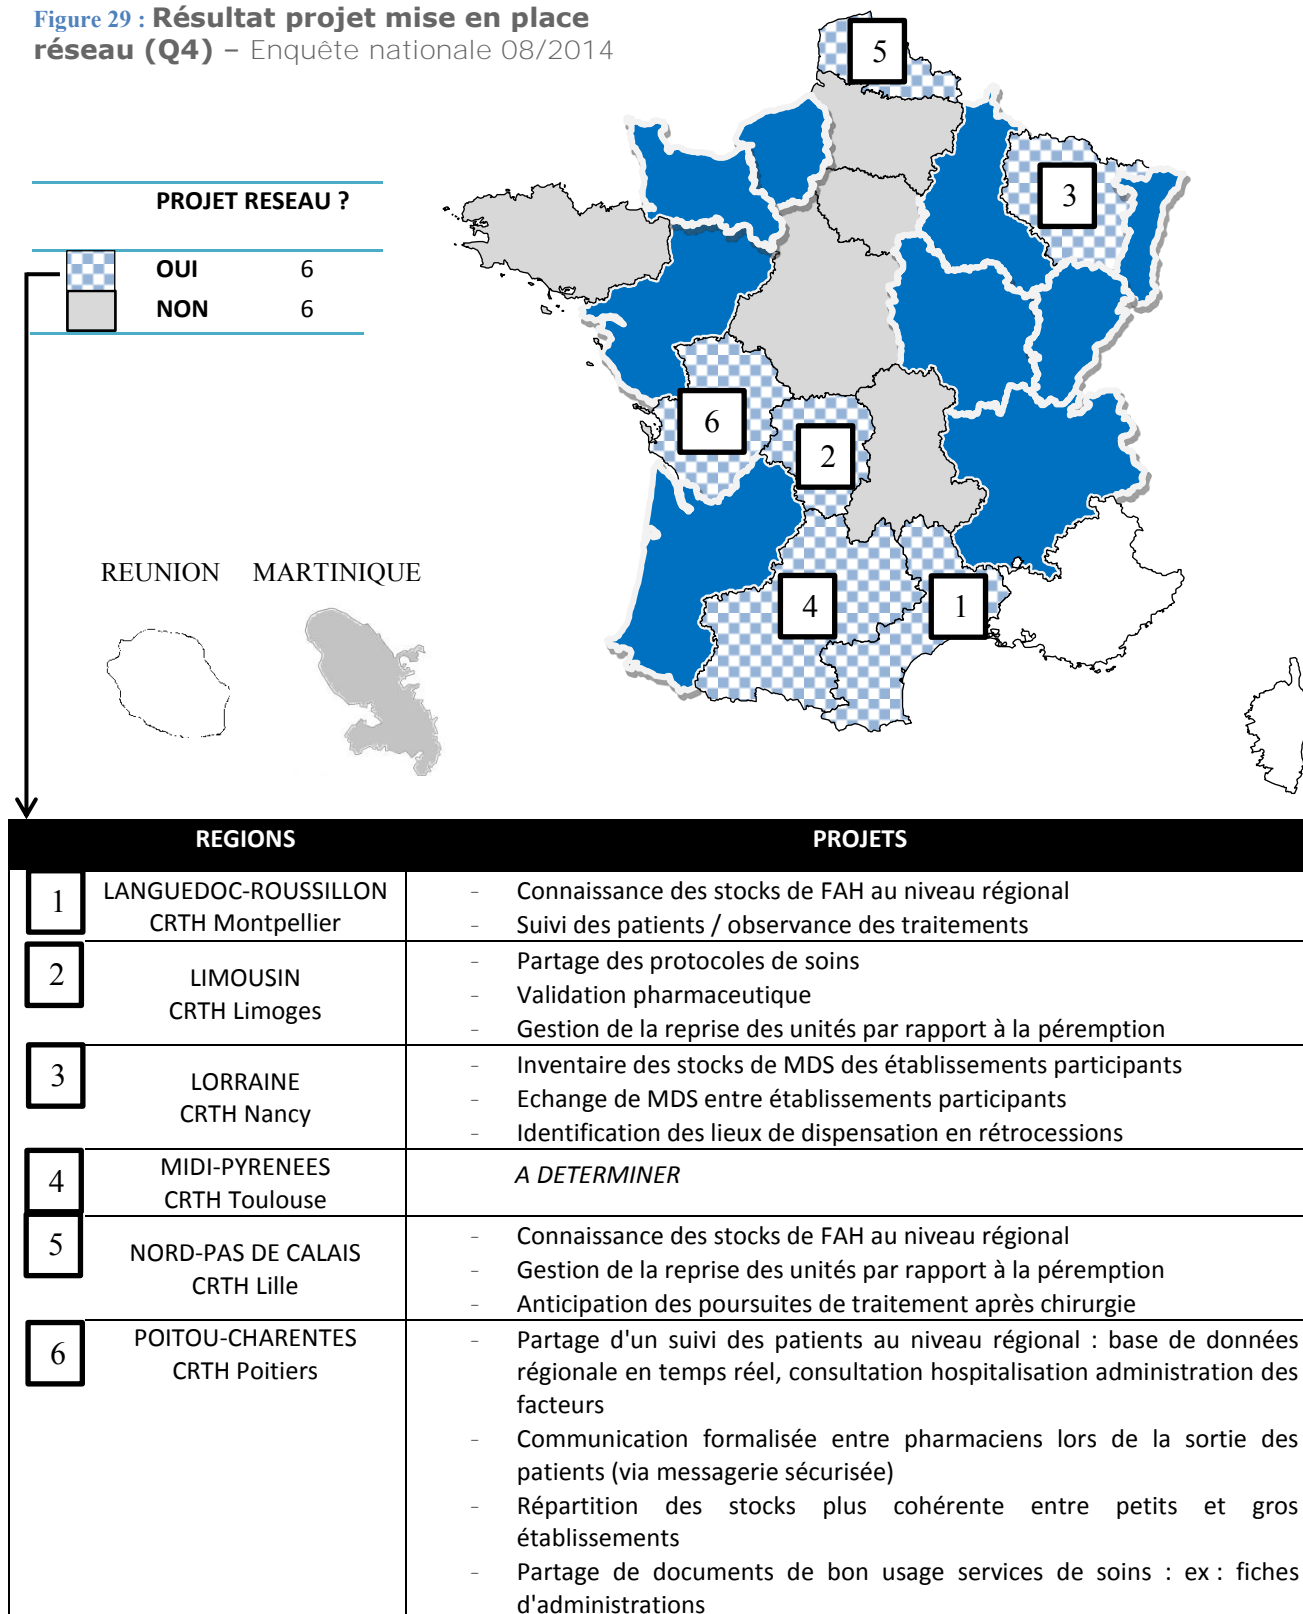 Figure 29 : Résultat projet mise en place
réseau (Q4) – Enquête nationale 08/2014
5
3
PROJET RESEAU ?
OUI 6
NON 6
6
2
REUNION MARTINIQUE
4
1
REGIONS PROJETS
1 LANGUEDOC-ROUSSILLON
CRTH Montpellier
- Connaissance des stocks de FAH au niveau régional
- Suivi des patients / observance des traitements
2 LIMOUSIN
CRTH Limoges
- Partage des protocoles de soins
- Validation pharmaceutique
- Gestion de la reprise des unités par rapport à la péremption
3 LORRAINE
CRTH Nancy
- Inventaire des stocks de MDS des établissements participants
- Echange de MDS entre établissements participants
- Identification des lieux de dispensation en rétrocessions
4 MIDI-PYRENEES
CRTH Toulouse
A DETERMINER
5 NORD-PAS DE CALAIS
CRTH Lille
- Connaissance des stocks de FAH au niveau régional
- Gestion de la reprise des unités par rapport à la péremption
- Anticipation des poursuites de traitement après chirurgie
6 POITOU-CHARENTES
CRTH Poitiers
- Partage d'un suivi des patients au niveau régional : base de données
régionale en temps réel, consultation hospitalisation administration des
facteurs
- Communication formalisée entre pharmaciens lors de la sortie des
patients (via messagerie sécurisée)
- Répartition des stocks plus cohérente entre petits et gros
établissements
- Partage de documents de bon usage services de soins : ex : fiches
d'administrations